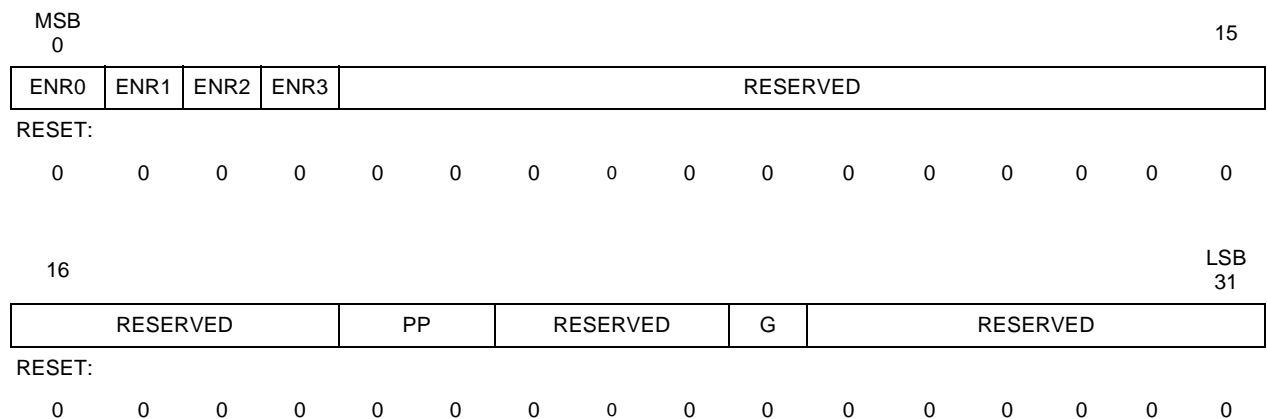 MSB
0 15
ENR0 ENR1 ENR2 ENR3 RESERVED
RESET:
0 0 0 0 0 0 0 0 0 0 0 0 0 0 0 0
16 LSB
31
RESERVED PP RESERVED G RESERVED
RESET:
0 0 0 0 0 0 0 0 0 0 0 0 0 0 0 0